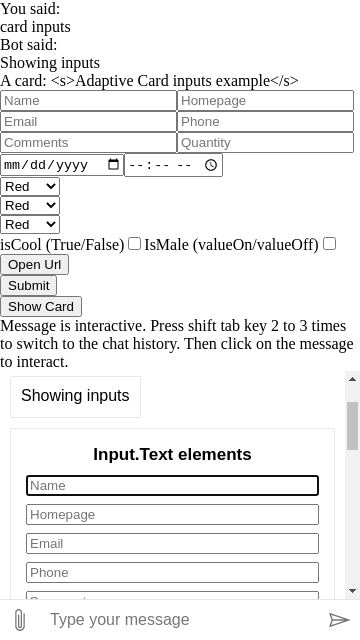 You said:
card inputs
Bot said:
Showing inputs
A card: <s>Adaptive Card inputs example</s>
Name Homepage
Email Phone
Comments Quantity
mm/dd/yyyy --:-- --
Red
Red
Red
isCool (True/False) IsMale (valueOn/valueOff)
Open Url
Submit
Show Card
Message is interactive. Press shift tab key 2 to 3 times
to switch to the chat history. Then click on the message
to interact.
Showing inputs
Input.Text elements
Name
Homepage
Email
Phone
Type your message